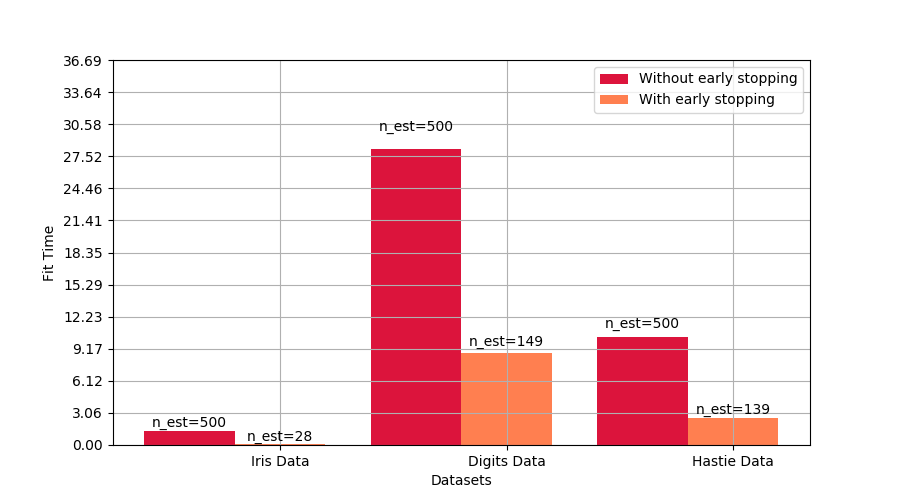 36.69
33.64
30.58
27.52
24.46
21.41
18.35
15.29
12.23
9.17
6.12
3.06
0.00
Fit Time
Without early stopping
With early stopping
n_est=500
n_est=28
n_est=500
n_est=149
n_est=500
n_est=139
Iris Data
Digits Data
Hastie Data
Datasets